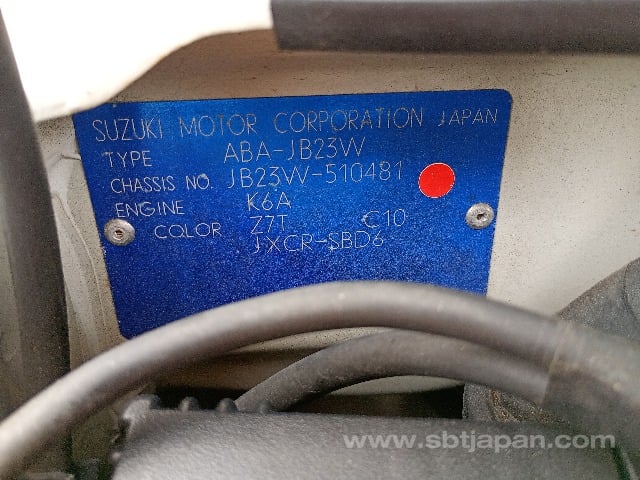 SUZUKI MOTOR CORPORATION JAPAN
TYPE ABA-JB23W
CHASSIS NO. JB23W-510481
ENGINE K6A
COLOR Z7T C10
JXCR-SBD6
www.sbtjapan.com